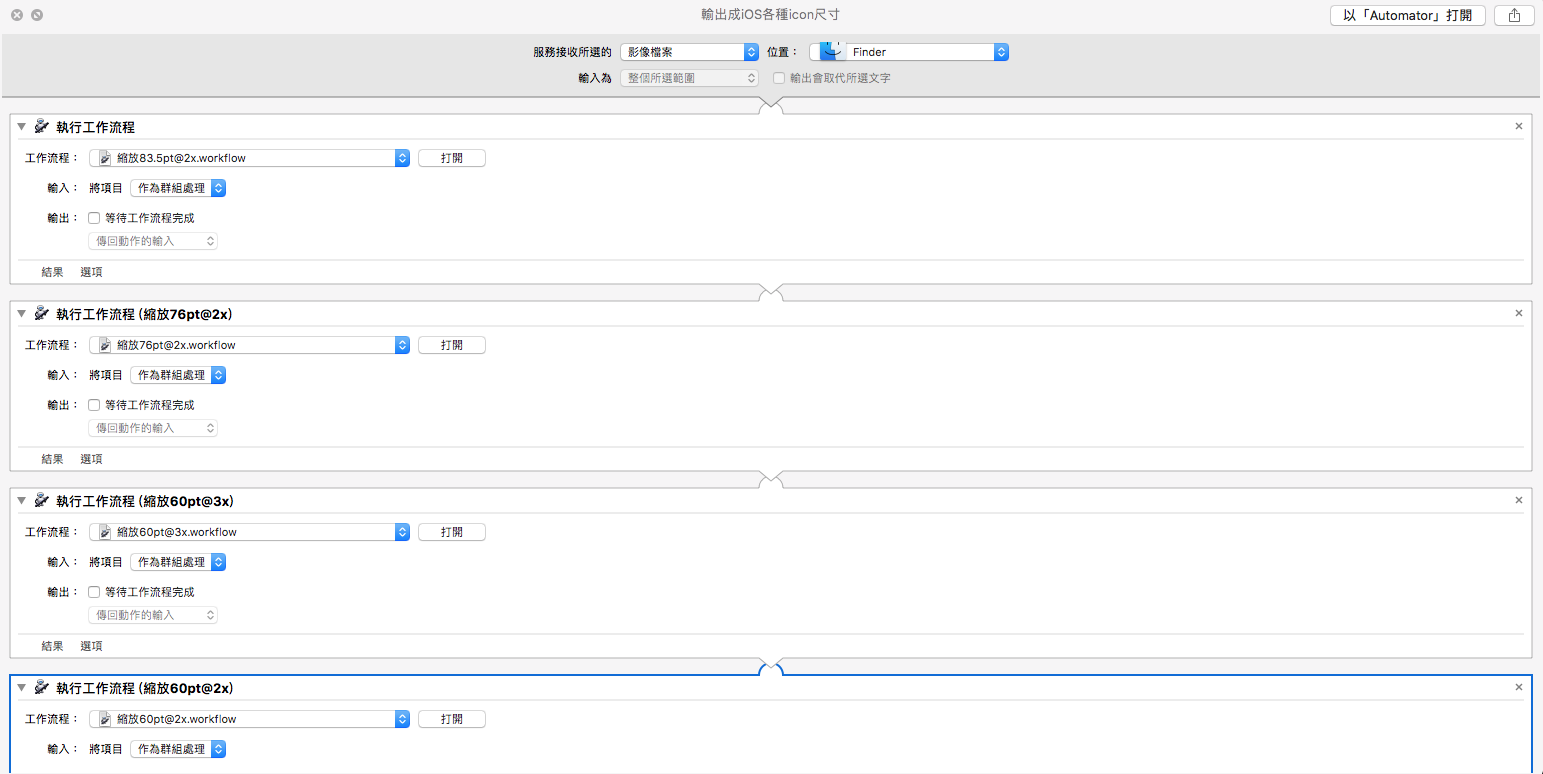 輸出成iOS各種icon尺寸
以「Automator」打開
服務接收所選的 影像檔案 位置： Finder
輸入為 整個所選範圍 輸出會取代所選文字
執行工作流程
工作流程： 縮放83.5pt@2x.workflow 打開
輸入： 將項目 作為群組處理
輸出： 等待工作流程完成
傳回動作的輸入
結果 選項
執行工作流程 (縮放76pt@2x)
工作流程： 縮放76pt@2x.workflow 打開
輸入： 將項目 作為群組處理
輸出： 等待工作流程完成
傳回動作的輸入
結果 選項
執行工作流程 (縮放60pt@3x)
工作流程： 縮放60pt@3x.workflow 打開
輸入： 將項目 作為群組處理
輸出： 等待工作流程完成
傳回動作的輸入
結果 選項
執行工作流程 (縮放60pt@2x)
工作流程： 縮放60pt@2x.workflow 打開
輸入： 將項目 作為群組處理